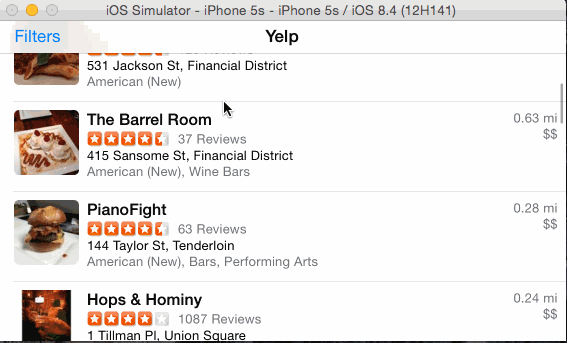 iOS Simulator - iPhone 5s - iPhone 5s / iOS 8.4 (12H141)
Filters
Yelp
Reviews
531 Jackson St, Financial District
American (New)
The Barrel Room
0.63 mi
37 Reviews
$$
415 Sansome St, Financial District
American (New), Wine Bars
PianoFight
0.28 mi
63 Reviews
$$
144 Taylor St, Tenderloin
American (New), Bars, Performing Arts
Hops & Hominy
0.24 mi
1087 Reviews
$$
1 Tillman Pl, Union Square